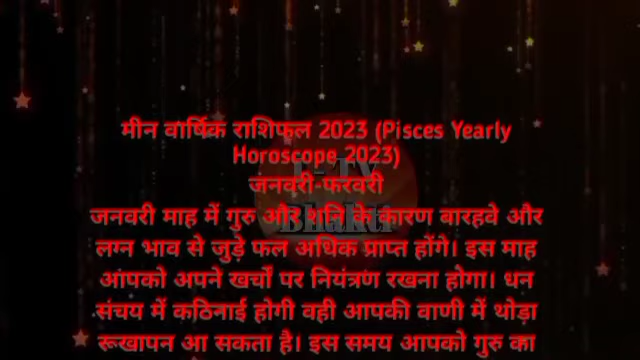 मीन वार्षिक राशिफल 2023 (Pisces Yearly
Horoscope 2023)
जनवरी-फरवरी
जनवरी माह में गुरु और शनि के कारण बारहवे और
लग्न भाव से जुड़े फल अधिक प्राप्त होंगे। इस माह
आपको अपने खर्चों पर नियंत्रण रखना होगा। धन
संचय में कठिनाई होगी वही आपकी वाणी में थोड़ा
रूखापन आ सकता है। इस समय आपको गुरु का
Bhakti